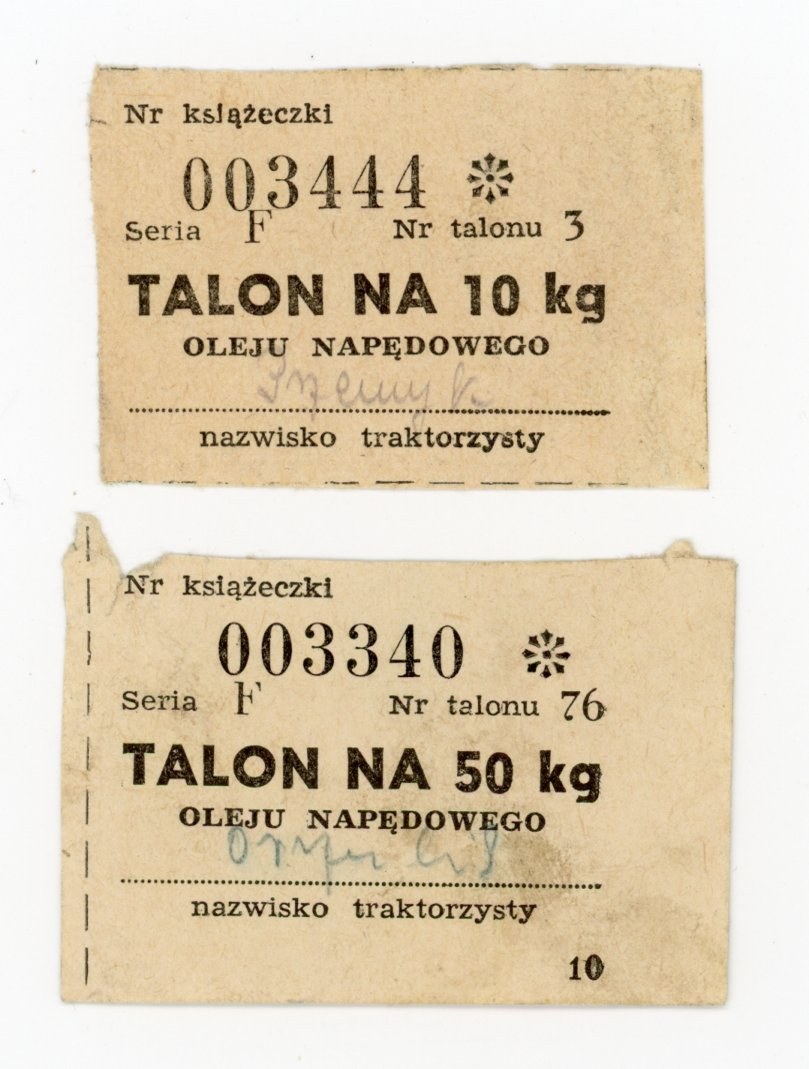 Nr książeczki
003444
Seria F Nr talonu 3
TALON NA 10 kg
OLEJU NAPĘDOWEGO
nazwisko traktorzysty
Nr książeczki
003340
Seria F Nr talonu 76
TALON NA 50 kg
OLEJU NAPĘDOWEGO
nazwisko traktorzysty
10